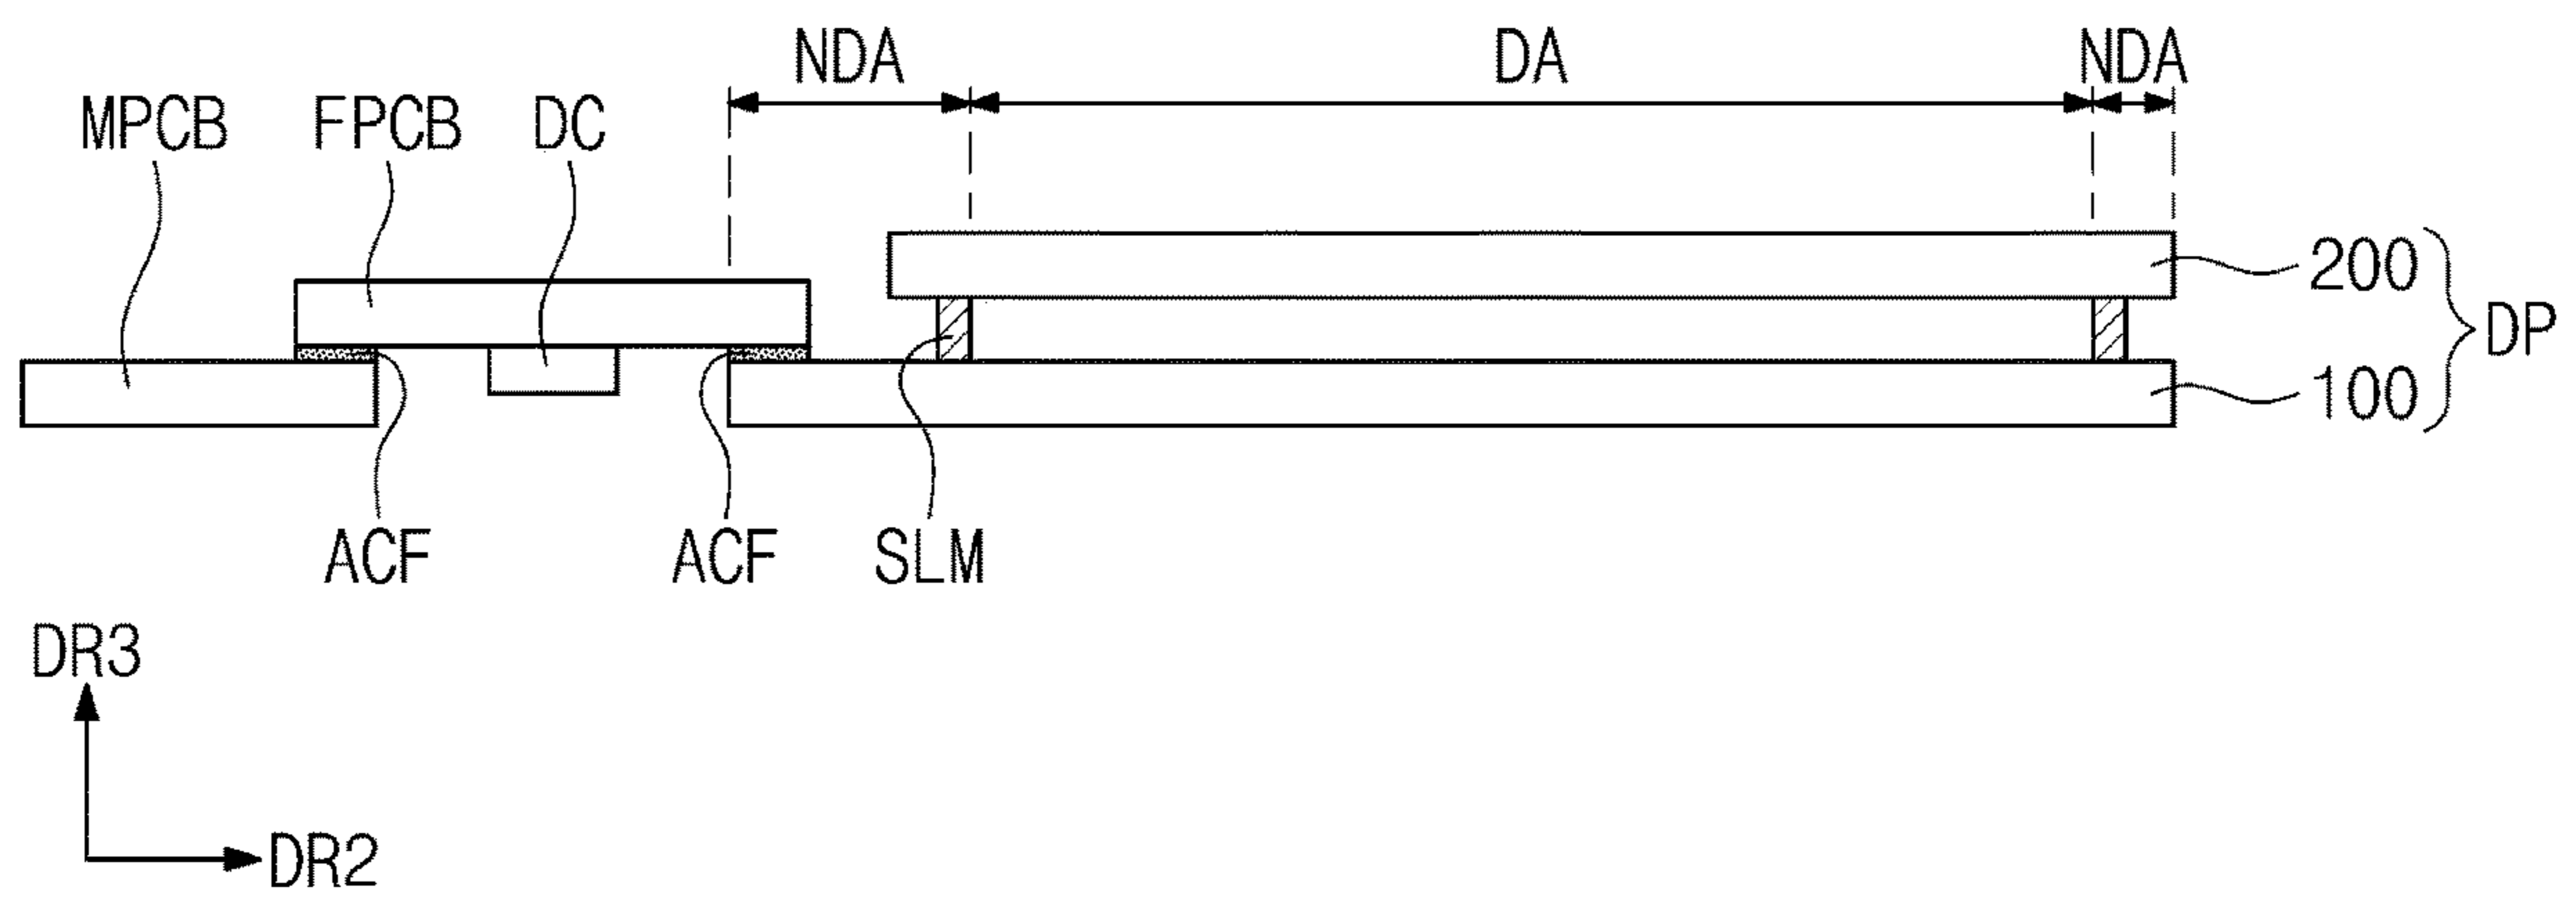 NDA DA NDA
MPCB FPCB DC
200
DP
100
ACF ACF SLM
DR3
DR2